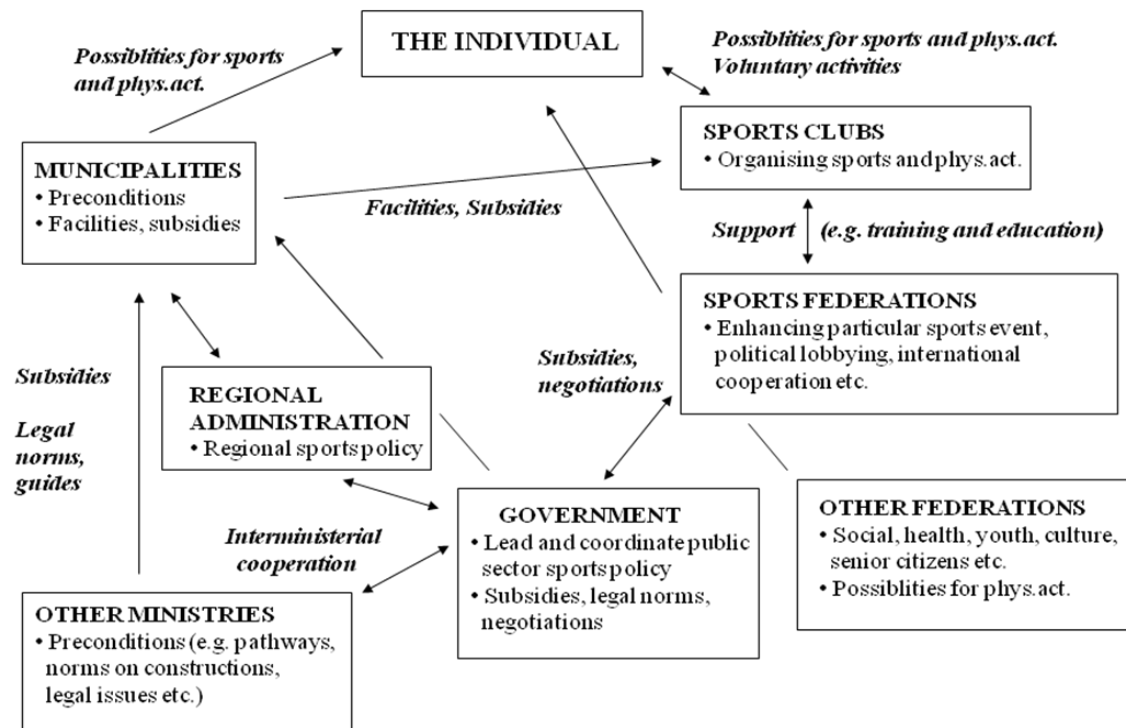 THE INDIVIDUAL
Possiblities for sports
and phys.act.
Possiblities for sports and phys.act.
Voluntary activities
SPORTS CLUBS
• Organising sports and phys.act.
MUNICIPALITIES
• Preconditions
• Facilities, subsidies
Facilities, Subsidies
Support (e.g. training and education)
SPORTS FEDERATIONS
• Enhancing particular sports event,
political lobbying, international
cooperation etc.
Subsidies,
negotiations
Subsidies
Legal
norms,
guides
REGIONAL
ADMINISTRATION
• Regional sports policy
GOVERNMENT
• Lead and coordinate public
sector sports policy
• Subsidies, legal norms,
negotiations
OTHER FEDERATIONS
• Social, health, youth, culture,
senior citizens etc.
• Possiblities for phys.act.
Interministerial
cooperation
OTHER MINISTRIES
• Preconditions (e.g. pathways,
norms on constructions,
legal issues etc.)